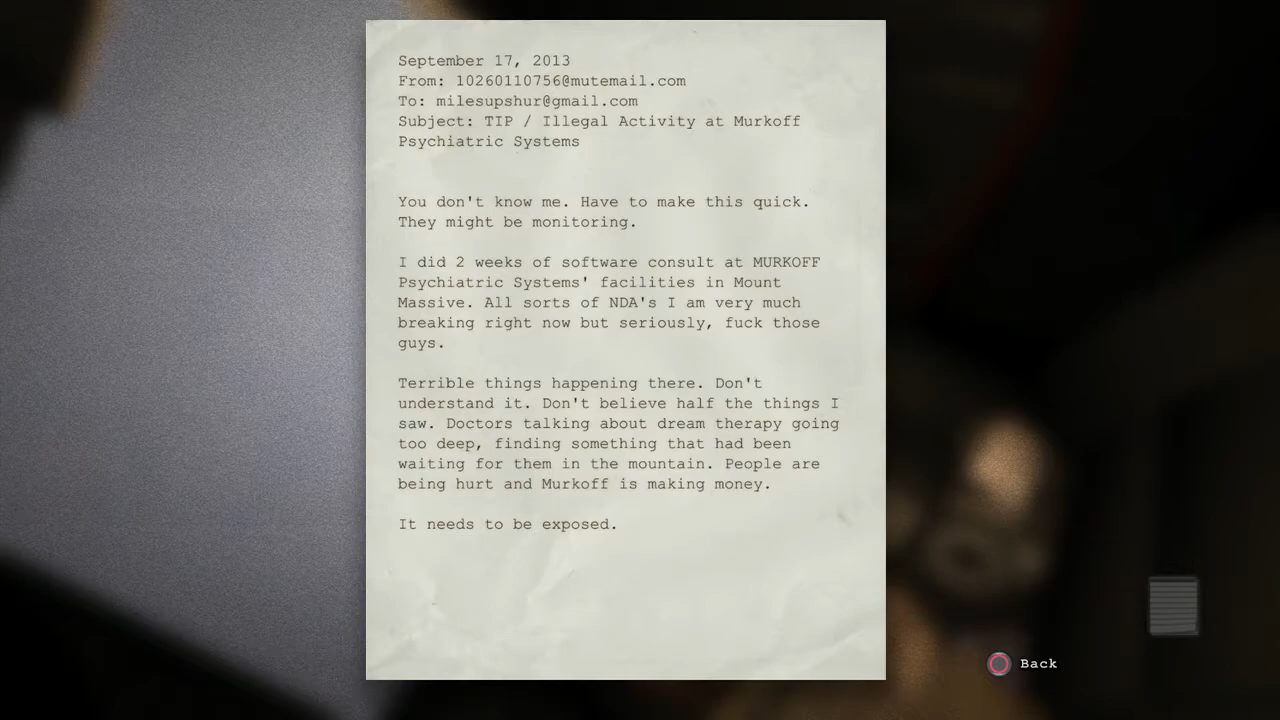 September 17, 2013
From: 10260110756@mutemail.com
To: milesupshur@gmail.com
Subject: TIP / Illegal Activity at Murkoff
Psychiatric Systems
You don't know me. Have to make this quick.
They might be monitoring.
I did 2 weeks of software consult at MURKOFF
Psychiatric Systems' facilities in Mount
Massive. All sorts of NDA's I am very much
breaking right now but seriously, fuck those
guys.
Terrible things happening there. Don't
understand it. Don't believe half the things I
saw. Doctors talking about dream therapy going
too deep, finding something that had been
waiting for them in the mountain. People are
being hurt and Murkoff is making money.
It needs to be exposed.
Back